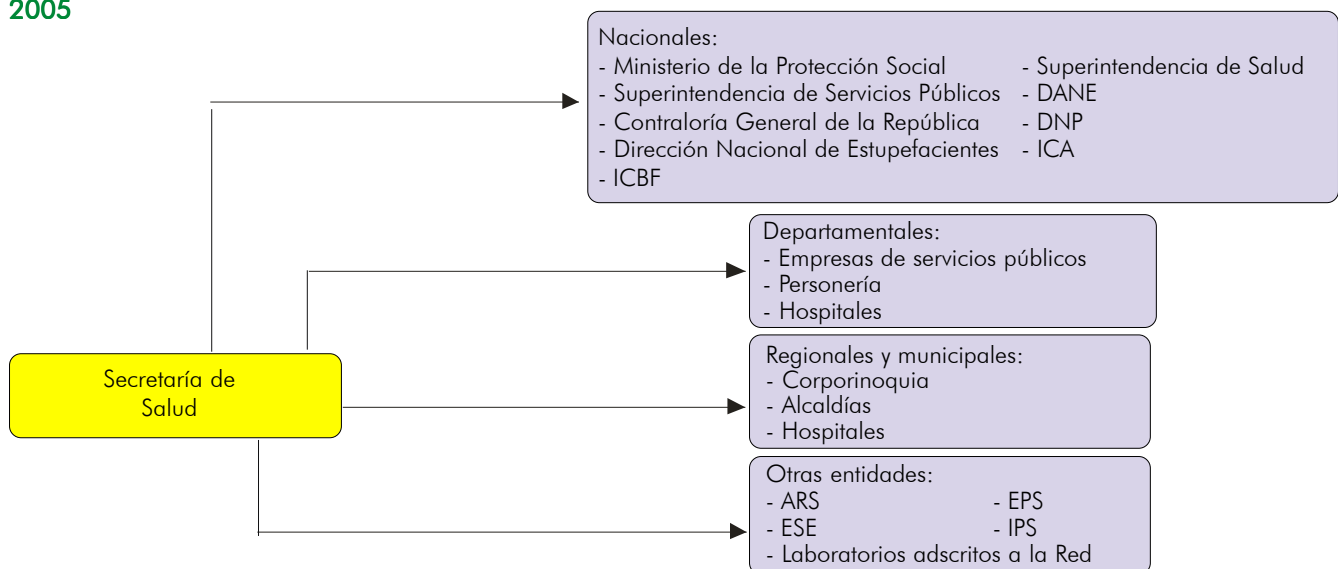 2005
Nacionales:
- Ministerio de la Protección Social - Superintendencia de Salud
- Superintendencia de Servicios Públicos - DANE
- Contraloría General de la República - DNP
- Dirección Nacional de Estupefacientes - ICA
- ICBF
Departamentales:
- Empresas de servicios públicos
- Personería
- Hospitales
Secretaría de
Salud
Regionales y municipales:
- Corporinoquia
- Alcaldías
- Hospitales
Otras entidades:
- ARS - EPS
- ESE - IPS
- Laboratorios adscritos a la Red